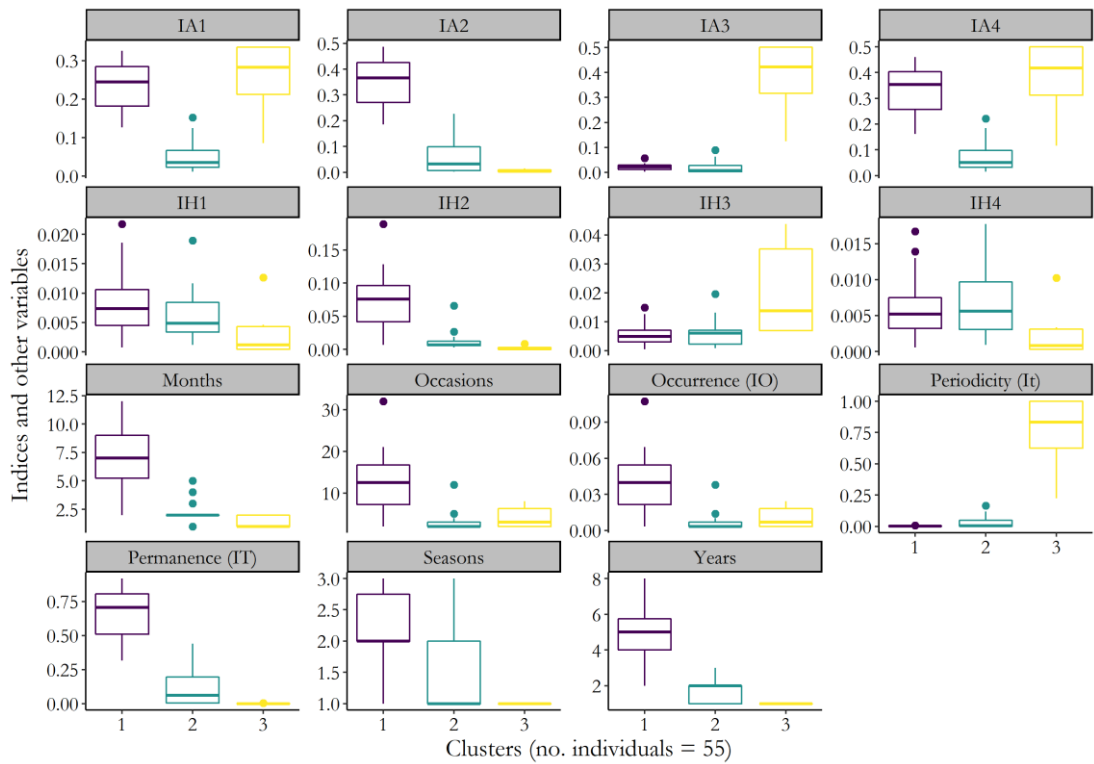 IA1 IA2 IA3 IA4
0.3 0.5 0.5 0.5
0.4 0.4 0.4
0.2 0.3 0.3 0.3
0.1 0.2 0.2 0.2
0.1 0.1 0.1
0.0 0.0 0.0 0.0
IH1 IH2 IH3 IH4
0.020 0.15 0.04 0.015
0.015 0.10 0.03 0.010
0.010 0.05 0.02 0.005
0.005 0.00 0.01 0.000
0.000 0.00
Indices and other variables
Months Occasions Occurrence (IO) Periodicity (It)
12.5 30 0.09 1.00
10.0 20 0.06 0.75
7.5 10 0.03 0.50
5.0 0.00 0.25
2.5 0.00
1 2 3
Permanence (IT) Seasons Years
0.75 3.0 8
0.50 2.5 6
0.25 2.0 4
0.00 1.5 2
1.0
1 2 3 1 2 3 1 2 3
Clusters (no. individuals = 55)